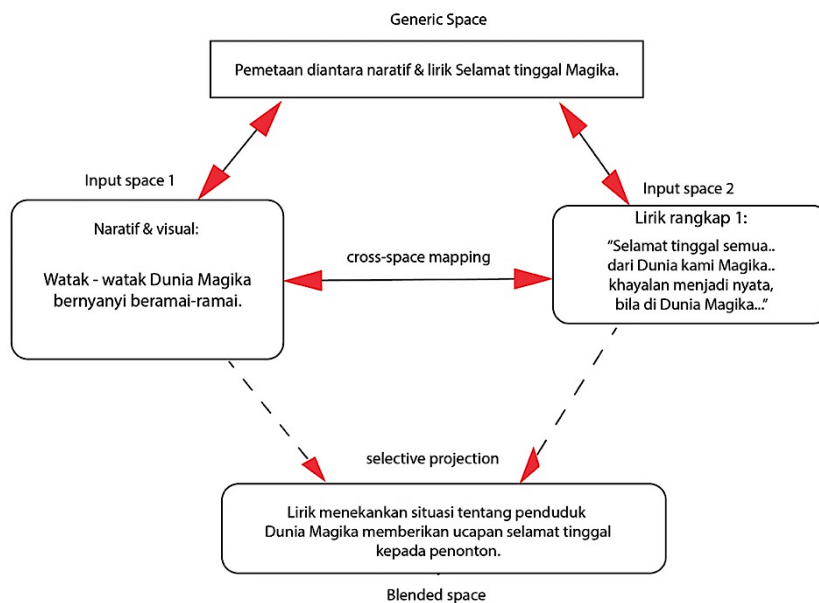 Generic Space
Pemetaan diantara naratif & lirik Selamat tinggal Magika.
Input space 1
Input space 2
Naratif & visual:
Watak - watak Dunia Magika
bernyanyi beramai-ramai.
cross-space mapping
Lirik rangkap 1:
"Selamat tinggal semua..
dari Dunia kami Magika..
khayalan menjadi nyata,
bila di Dunia Magika..."
selective projection
Lirik menekankan situasi tentang penduduk
Dunia Magika memberikan ucapan selamat tinggal
kepada penonton.
Blended space